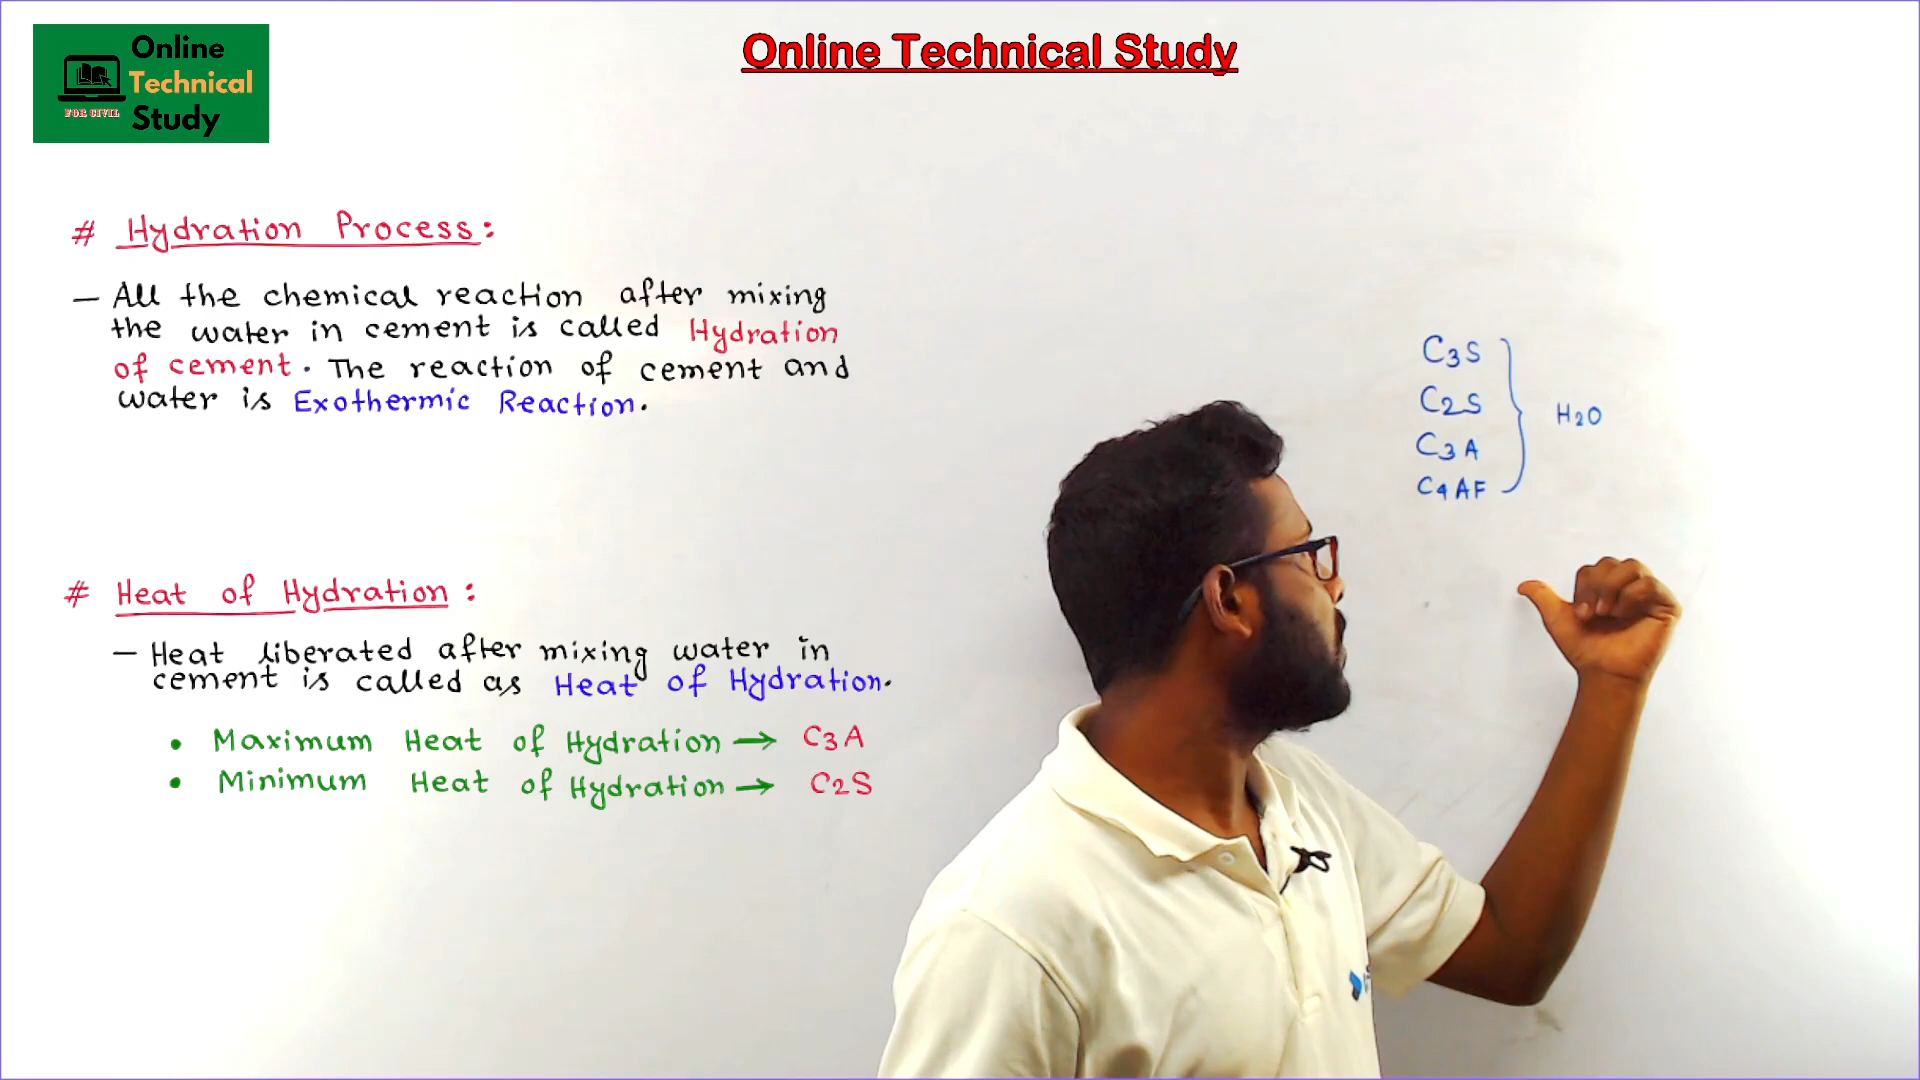 Online
Technical
FOR CIVIL
Study
Online Technical Study
# Hydration Process:
– All the chemical reaction after mixing
the water in cement is called Hydration
of cement. The reaction of cement and
water is Exothermic Reaction.
C3S
C2S
C3A
C4AF
H2O
# Heat of Hydration:
– Heat liberated after mixing water in
cement is called as Heat of Hydration.
• Maximum Heat of Hydration → C3A
• Minimum Heat of Hydration → C2S